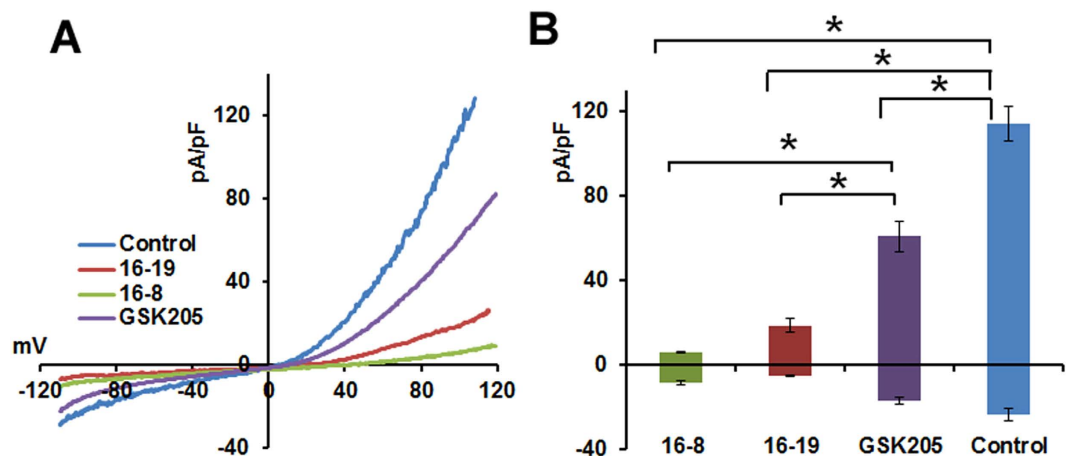 A
pA/pF
120
80
40
0
-40
mV
-120 -80 -40 0 40 80 120
Control
16-19
16-8
GSK205
B
pA/pF
120
80
40
0
-40
* * * * *
16-8 16-19 GSK205 Control